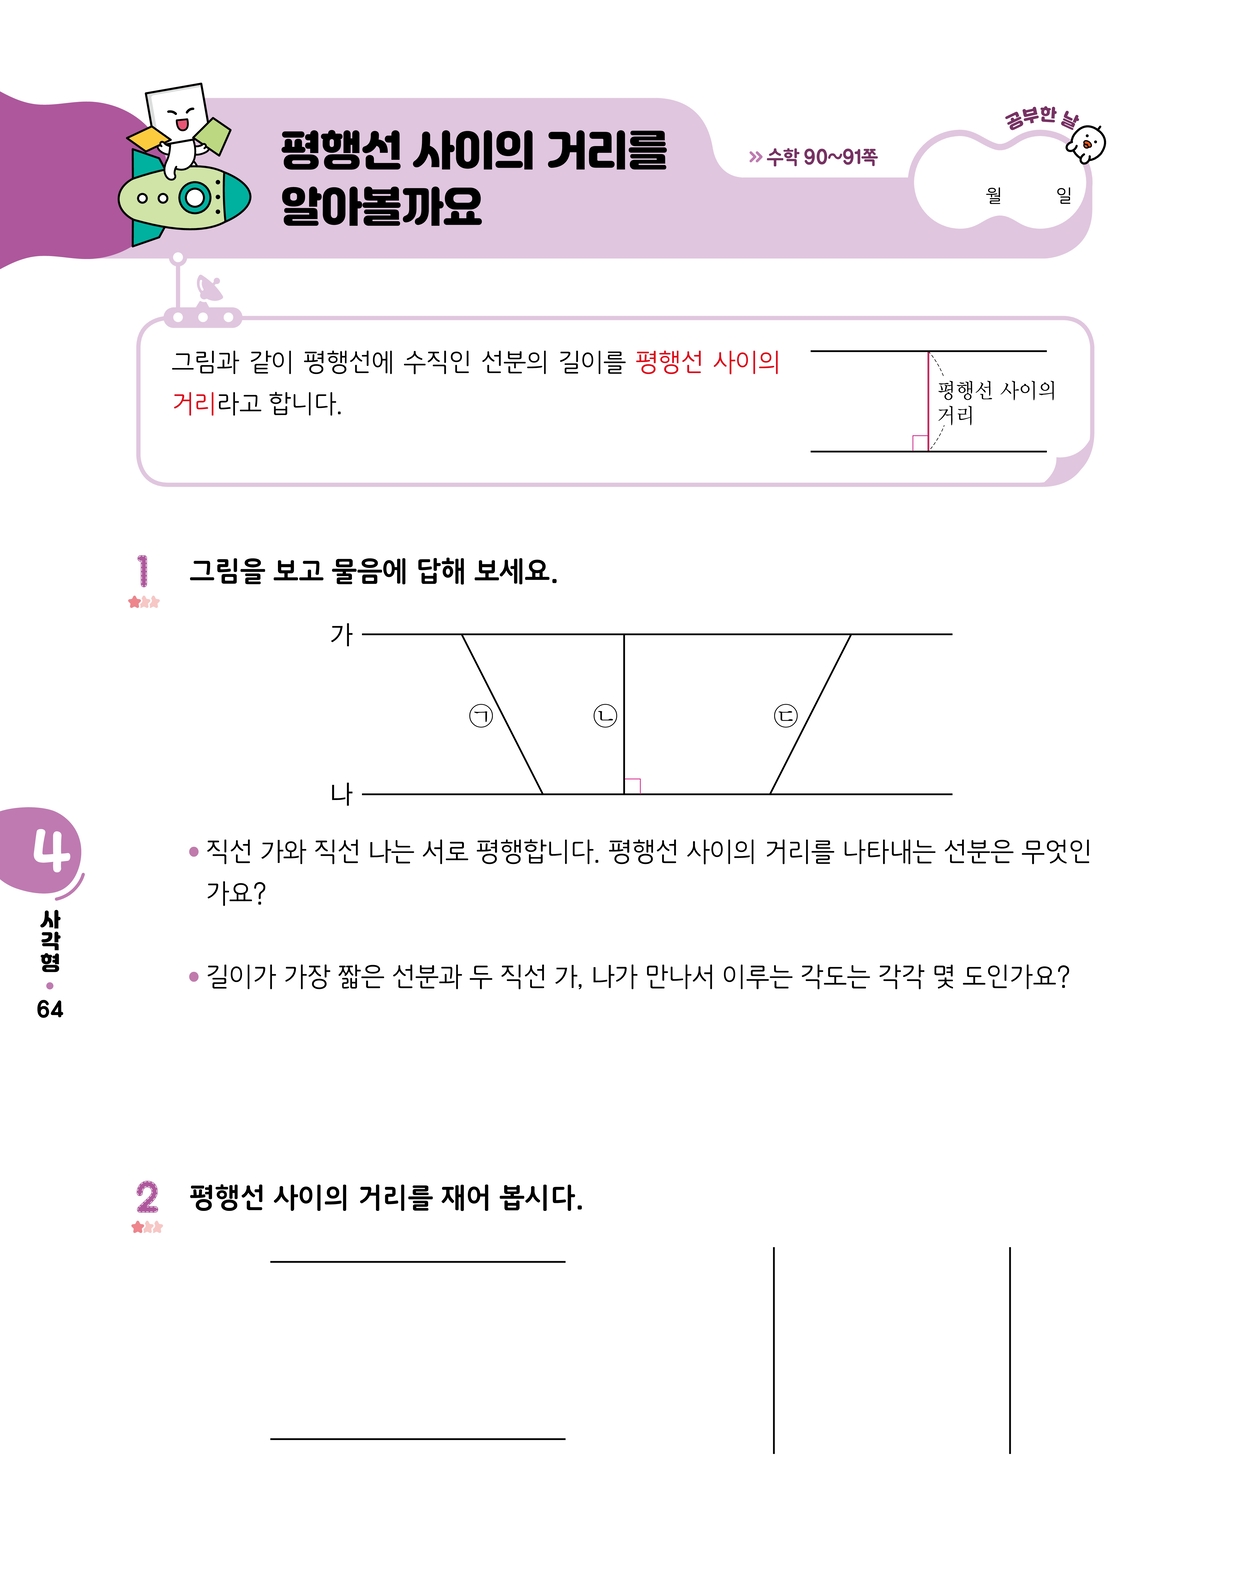 평행선 사이의 거리를
알아볼까요
수학 90~91쪽
공부한 날
월 일
그림과 같이 평행선에 수직인 선분의 길이를 평행선 사이의
거리라고 합니다.
평행선 사이의
거리
1 그림을 보고 물음에 답해 보세요.
가
㉠ ㉡ ㉢
나
• 직선 가와 직선 나는 서로 평행합니다. 평행선 사이의 거리를 나타내는 선분은 무엇인
가요?
• 길이가 가장 짧은 선분과 두 직선 가, 나가 만나서 이루는 각도는 각각 몇 도인가요?
4
사각형
•
64
2 평행선 사이의 거리를 재어 봅시다.